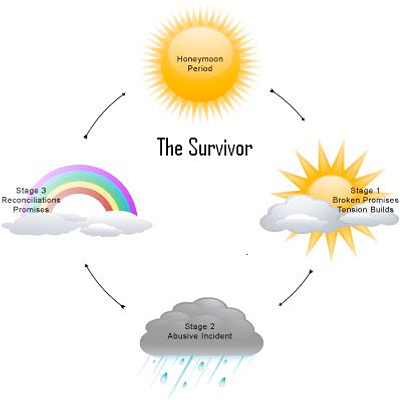 Honeymoon
Period
The Survivor
Stage 3
Reconciliations
Promises
Stage 1
Broken Promises
Tension Builds
Stage 2
Abusive Incident